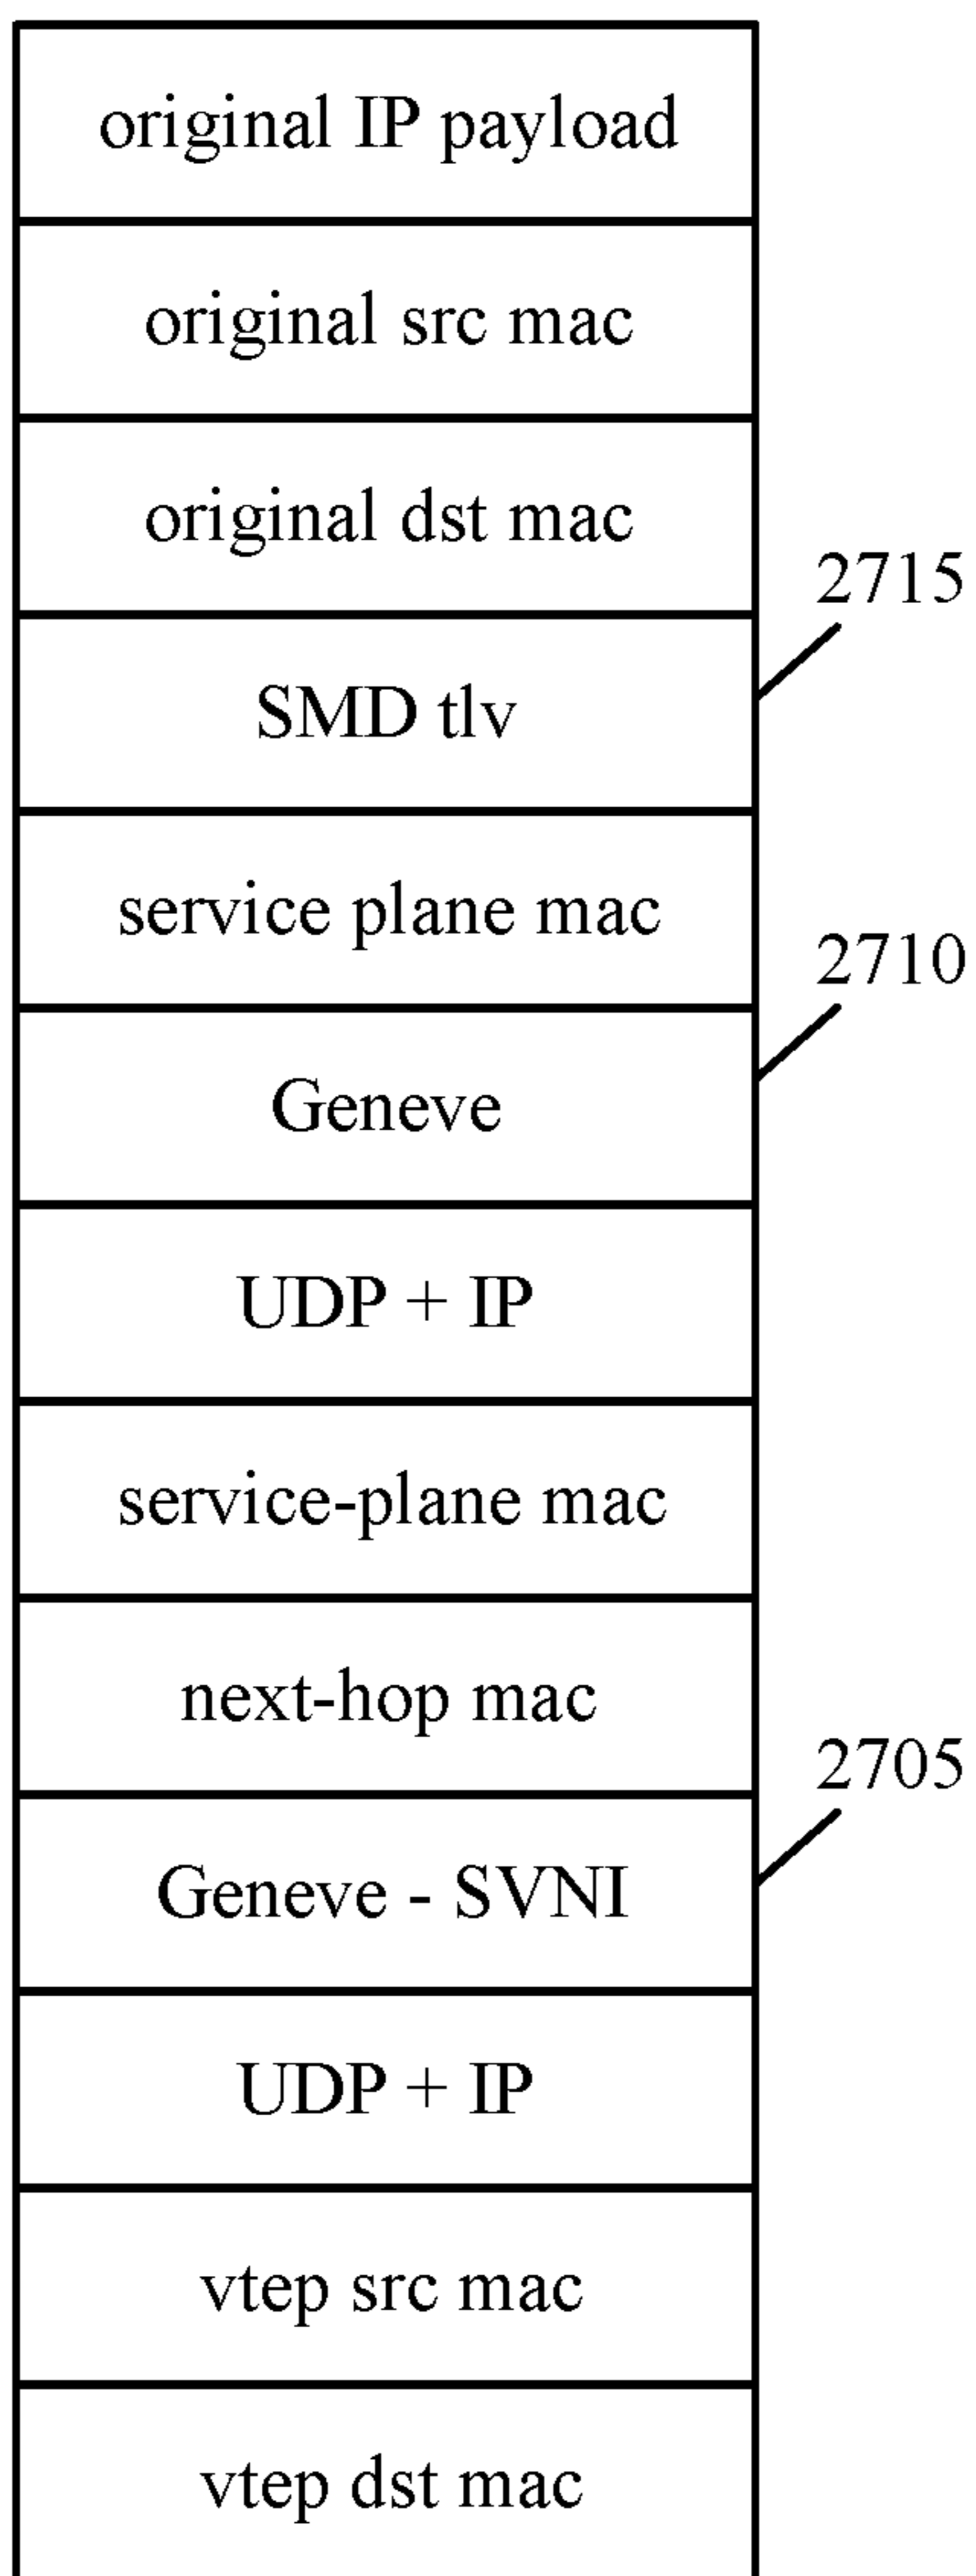 original IP payload
original src mac
original dst mac
2715
SMD tlv
service plane mac
2710
Geneve
UDP + IP
service-plane mac
next-hop mac
2705
Geneve - SVNI
UDP + IP
vtep src mac
vtep dst mac